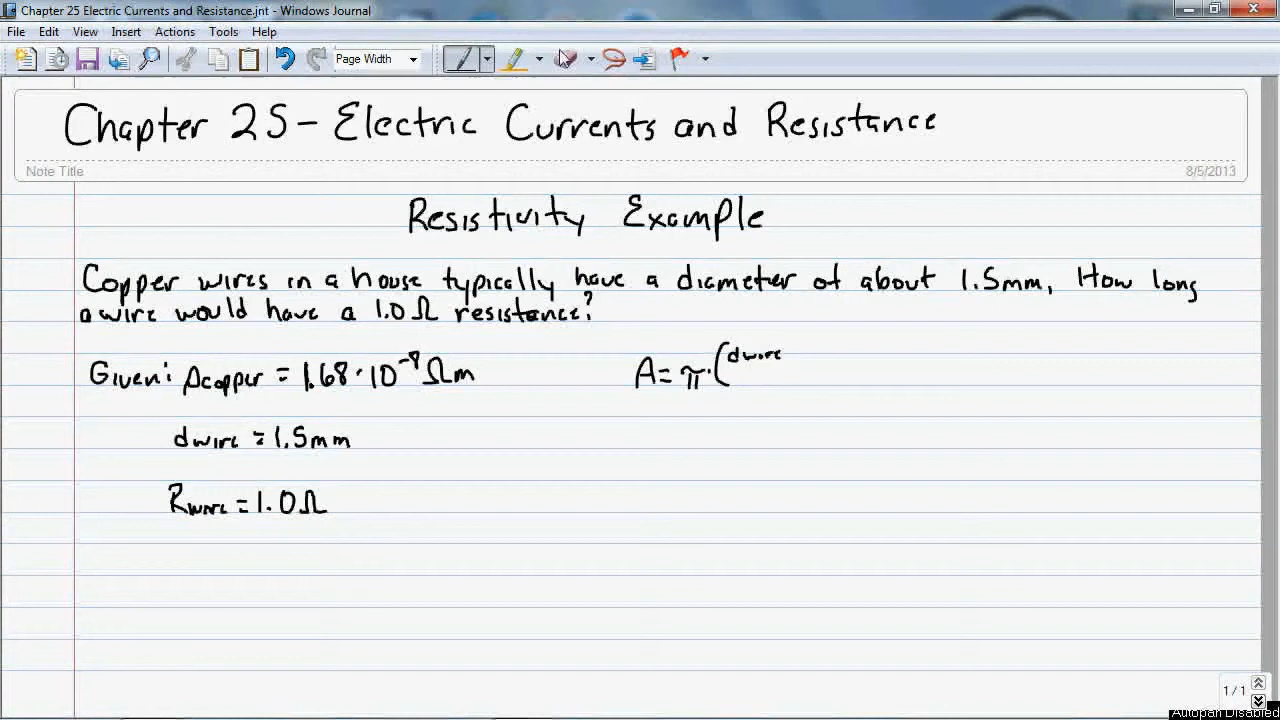 Chapter 25 Electric Currents and Resistance.jnt - Windows Journal
File Edit View Insert Actions Tools Help
Page Width
Chapter 25 - Electric Currents and Resistance
Note Title
8/5/2013
Resistivity Example
Copper wires in a house typically have a diameter of about 1.5mm, How long
a wire would have a 1.0 Ω resistance?
Given: ρcopper = 1.68 · 10⁻⁸ Ωm
A = π · (dwire
dwire = 1.5mm
Rwire = 1.0 Ω
1 / 1
Autopan Disabled